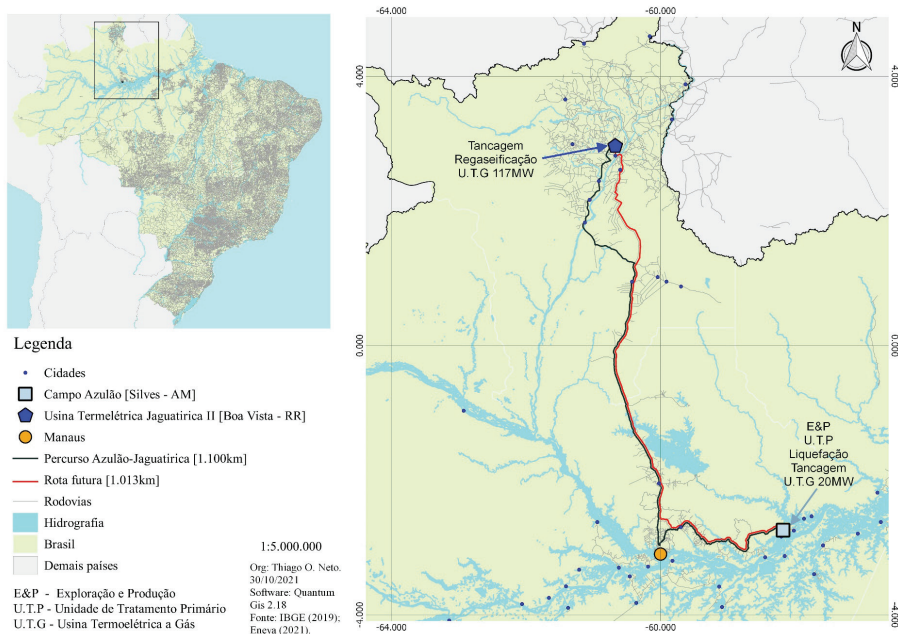 -64.000
-60.000
N
4.000
4.000
Tancagem
Regaseificação
U.T.G 117MW
0.000
0.000
E&P
U.T.P
Liquefação
Tancagem
U.T.G 20MW
-4.000
-4.000
-64.000
-60.000
Legenda
Cidades
Campo Azulão [Silves - AM]
Usina Termelétrica Jaguatirica II [Boa Vista - RR]
Manaus
Percurso Azulão-Jaguatirica [1.100km]
Rota futura [1.013km]
Rodovias
Hidrografia
Brasil
Demais países
E&P - Exploração e Produção
U.T.P - Unidade de Tratamento Primário
U.T.G - Usina Termoelétrica a Gás
1:5.000.000
Org: Thiago O. Neto.
30/10/2021
Software: Quantum
Gis 2.18
Fonte: IBGE (2019);
Eneva (2021).